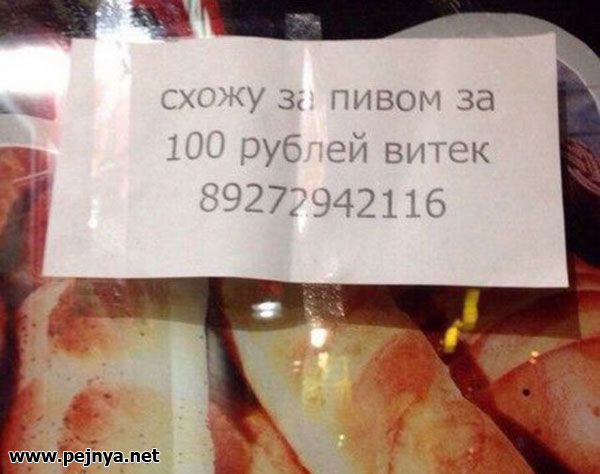 схожу за пивом за
100 рублей витек
89272942116
www.pejnya.net